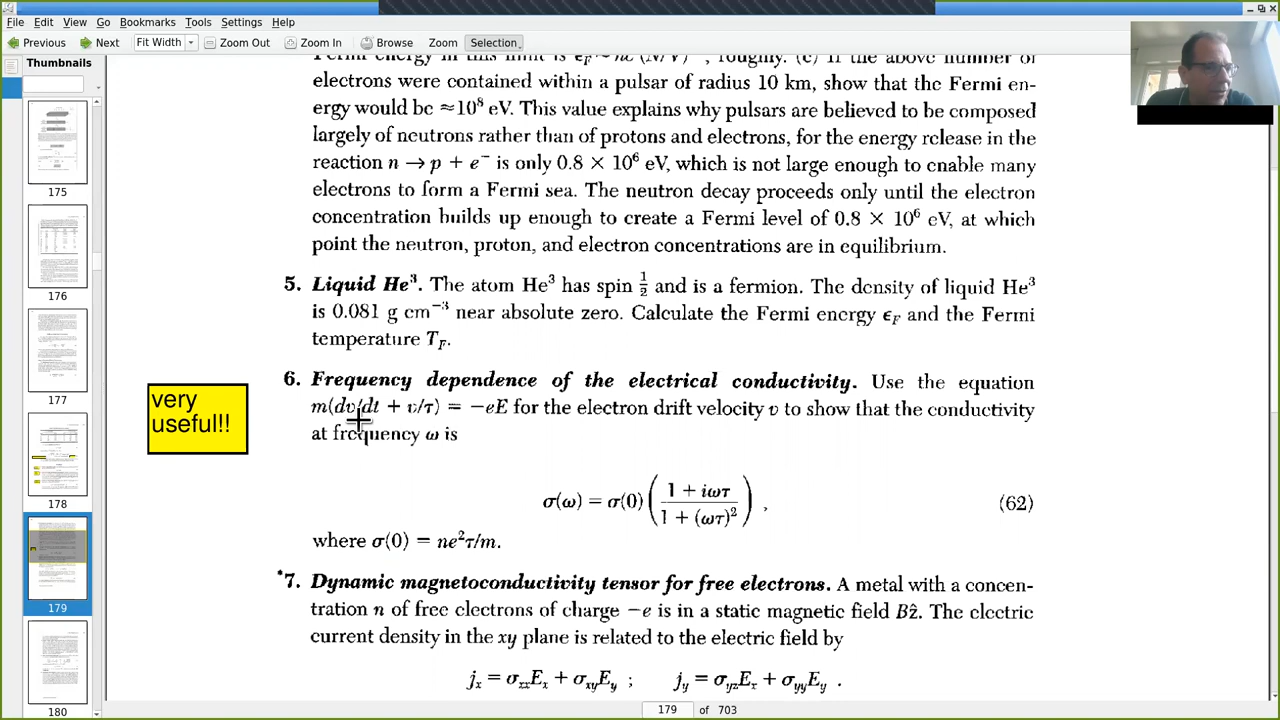 File Edit View Go Bookmarks Tools Settings Help
Previous Next Fit Width Zoom Out Zoom In Browse Zoom Selection
Thumbnails
175
176
177
178
179
180
electrons were contained within a pulsar of radius 10 km, show that the Fermi en-
ergy would be ≈10⁸ eV. This value explains why pulsars are believed to be composed
largely of neutrons rather than of protons and electrons, for the energy release in the
reaction n → p + e⁻ is only 0.8 × 10⁶ eV, which is not large enough to enable many
electrons to form a Fermi sea. The neutron decay proceeds only until the electron
concentration builds up enough to create a Fermi level of 0.8 × 10⁶ eV, at which
point the neutron, proton, and electron concentrations are in equilibrium.
5. Liquid He³. The atom He³ has spin ½ and is a fermion. The density of liquid He³
is 0.081 g cm⁻³ near absolute zero. Calculate the Fermi energy ϵF and the Fermi
temperature TF.
6. Frequency dependence of the electrical conductivity. Use the equation
m(dv/dt + v/τ) = −eE for the electron drift velocity v to show that the conductivity
at frequency ω is
very
useful!!
σ(ω) = σ(0) (1 + iωτ / 1 + (ωτ)²) , (62)
where σ(0) = ne²τ/m.
*7. Dynamic magnetoconductivity tensor for free electrons. A metal with a concen-
tration n of free electrons of charge −e is in a static magnetic field Bẑ. The electric
current density in the xy plane is related to the electric field by
jx = σxxEx + σxyEy ; jy = σyxEx + σyyEy .
179 of 703